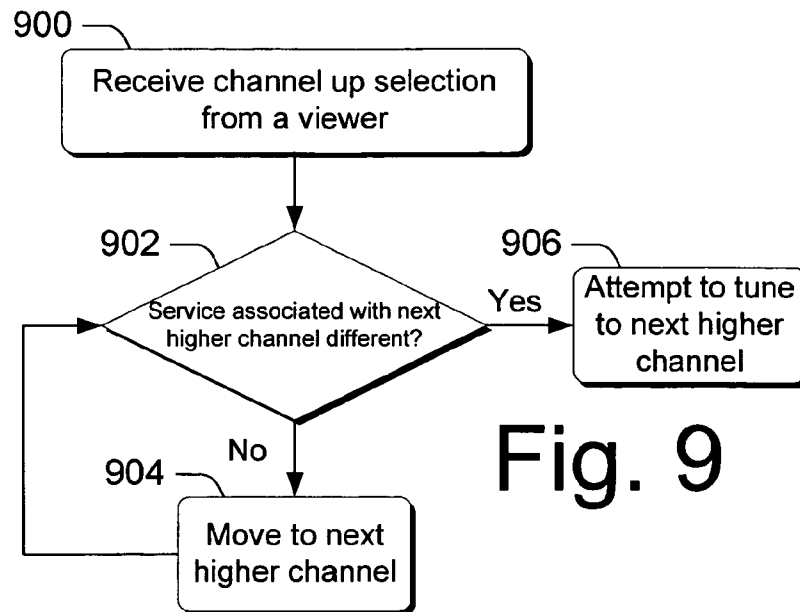 900
Receive channel up selection
from a viewer
902
Service associated with next
higher channel different?
Yes
906
Attempt to tune
to next higher
channel
No
904
Move to next
higher channel
Fig. 9